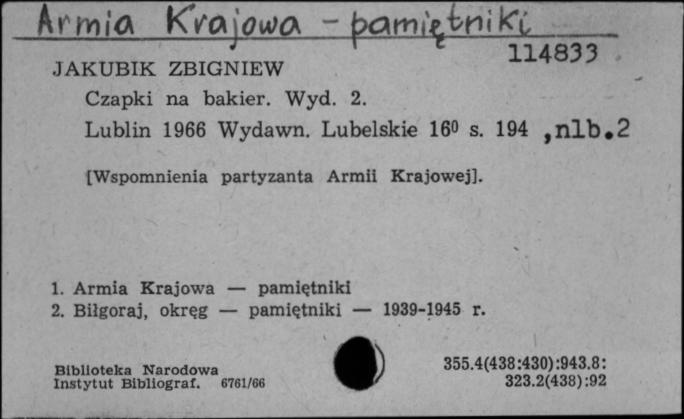 Armia Krajowa - pamiętniki
114833
JAKUBIK ZBIGNIEW
Czapki na bakier. Wyd. 2.
Lublin 1966 Wydawn. Lubelskie 16⁰ s. 194 ,nlb.2
[Wspomnienia partyzanta Armii Krajowej].
1. Armia Krajowa — pamiętniki
2. Biłgoraj, okręg — pamiętniki — 1939-1945 r.
Biblioteka Narodowa
Instytut Bibliograf. 6761/66
355.4(438:430):943.8:
323.2(438):92